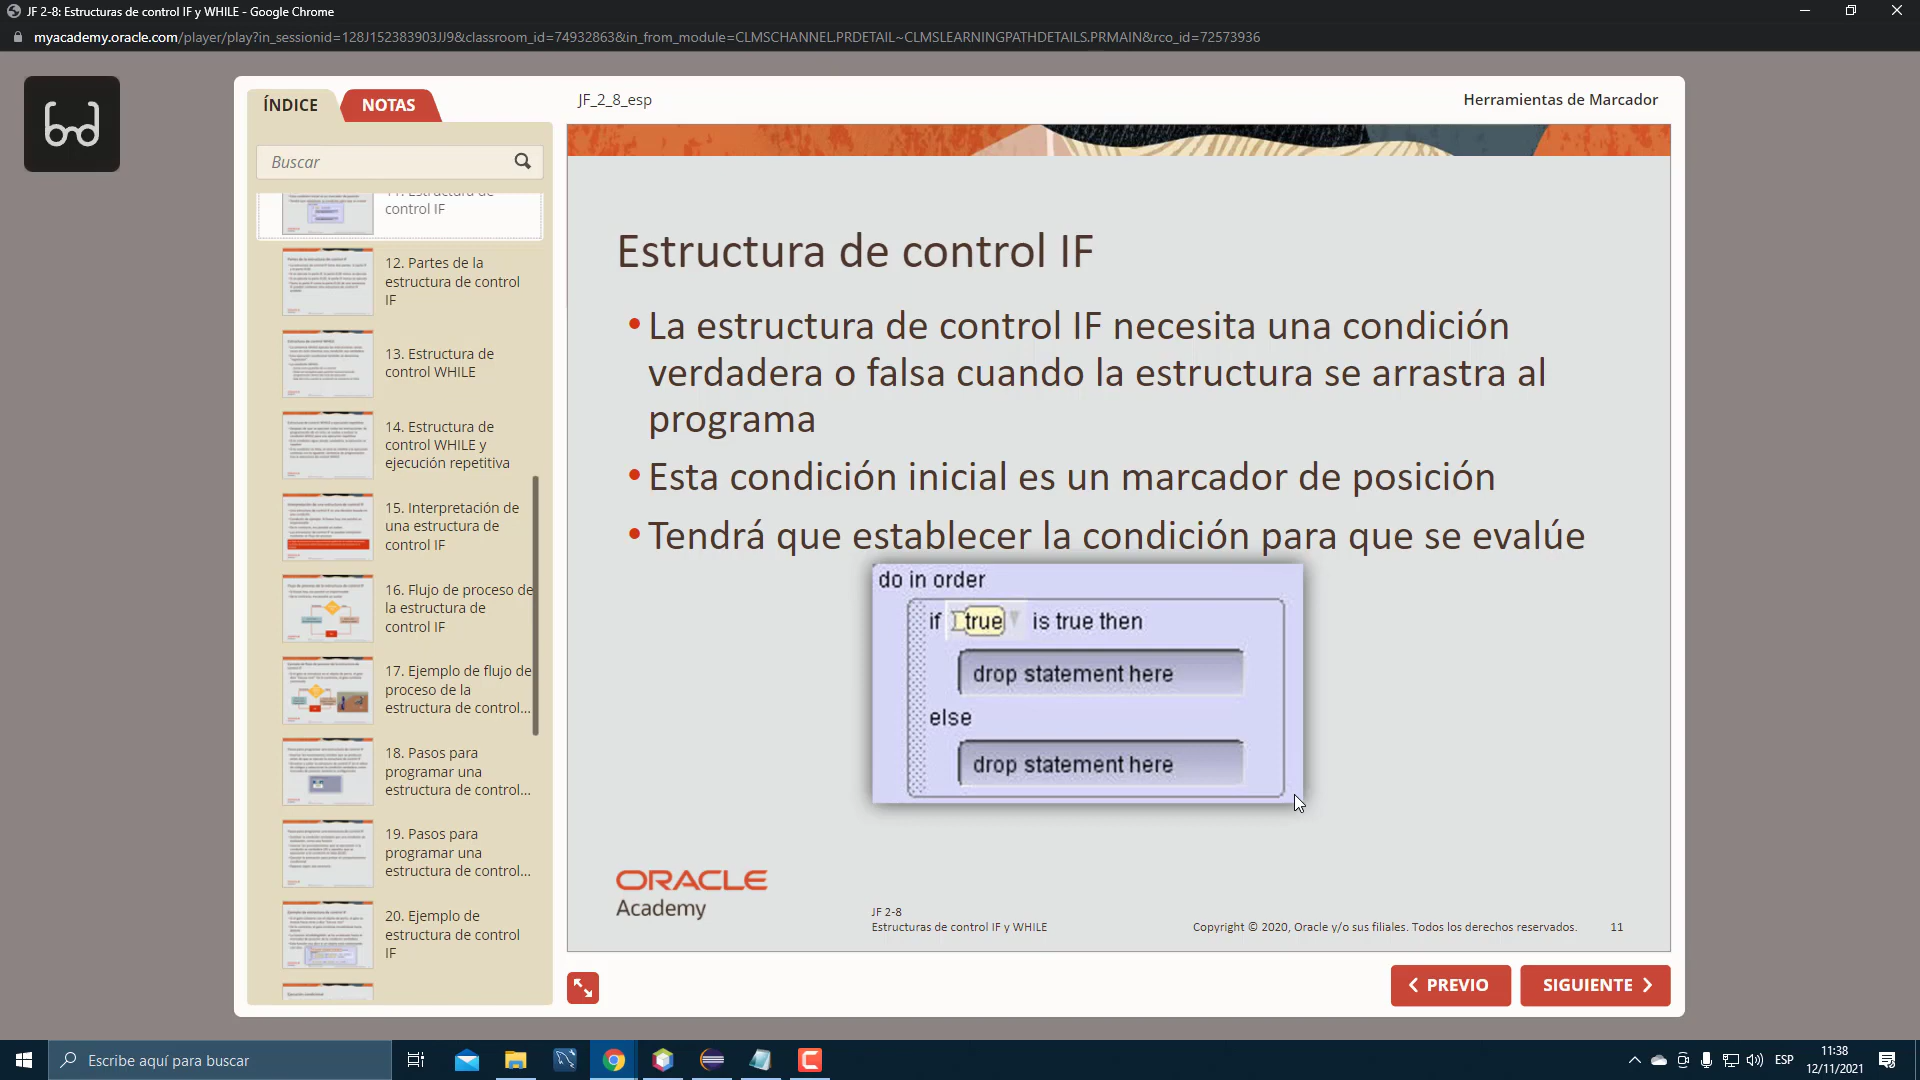 JF 2-8: Estructuras de control IF y WHILE - Google Chrome
myacademy.oracle.com/player/play?in_sessionid=128J152383903JJ9&classroom_id=74932863&in_from_module=CLMSCHANNEL.PRDETAIL~CLMSLEARNINGPATHDETAILS.PRMAIN&rco_id=72573936
ÍNDICE
NOTAS
JF_2_8_esp
Herramientas de Marcador
Buscar
control IF
12. Partes de la
estructura de control
IF
13. Estructura de
control WHILE
14. Estructura de
control WHILE y
ejecución repetitiva
15. Interpretación de
una estructura de
control IF
16. Flujo de proceso de
la estructura de
control IF
17. Ejemplo de flujo de
proceso de la
estructura de control...
18. Pasos para
programar una
estructura de control...
19. Pasos para
programar una
estructura de control...
20. Ejemplo de
estructura de control
IF
Estructura de control IF
• La estructura de control IF necesita una condición
verdadera o falsa cuando la estructura se arrastra al
programa
• Esta condición inicial es un marcador de posición
• Tendrá que establecer la condición para que se evalúe
do in order
if true is true then
drop statement here
else
drop statement here
ORACLE
Academy
JF 2-8
Estructuras de control IF y WHILE
Copyright © 2020, Oracle y/o sus filiales. Todos los derechos reservados.
11
PREVIO
SIGUIENTE
Escribe aquí para buscar
ESP
11:38
12/11/2021